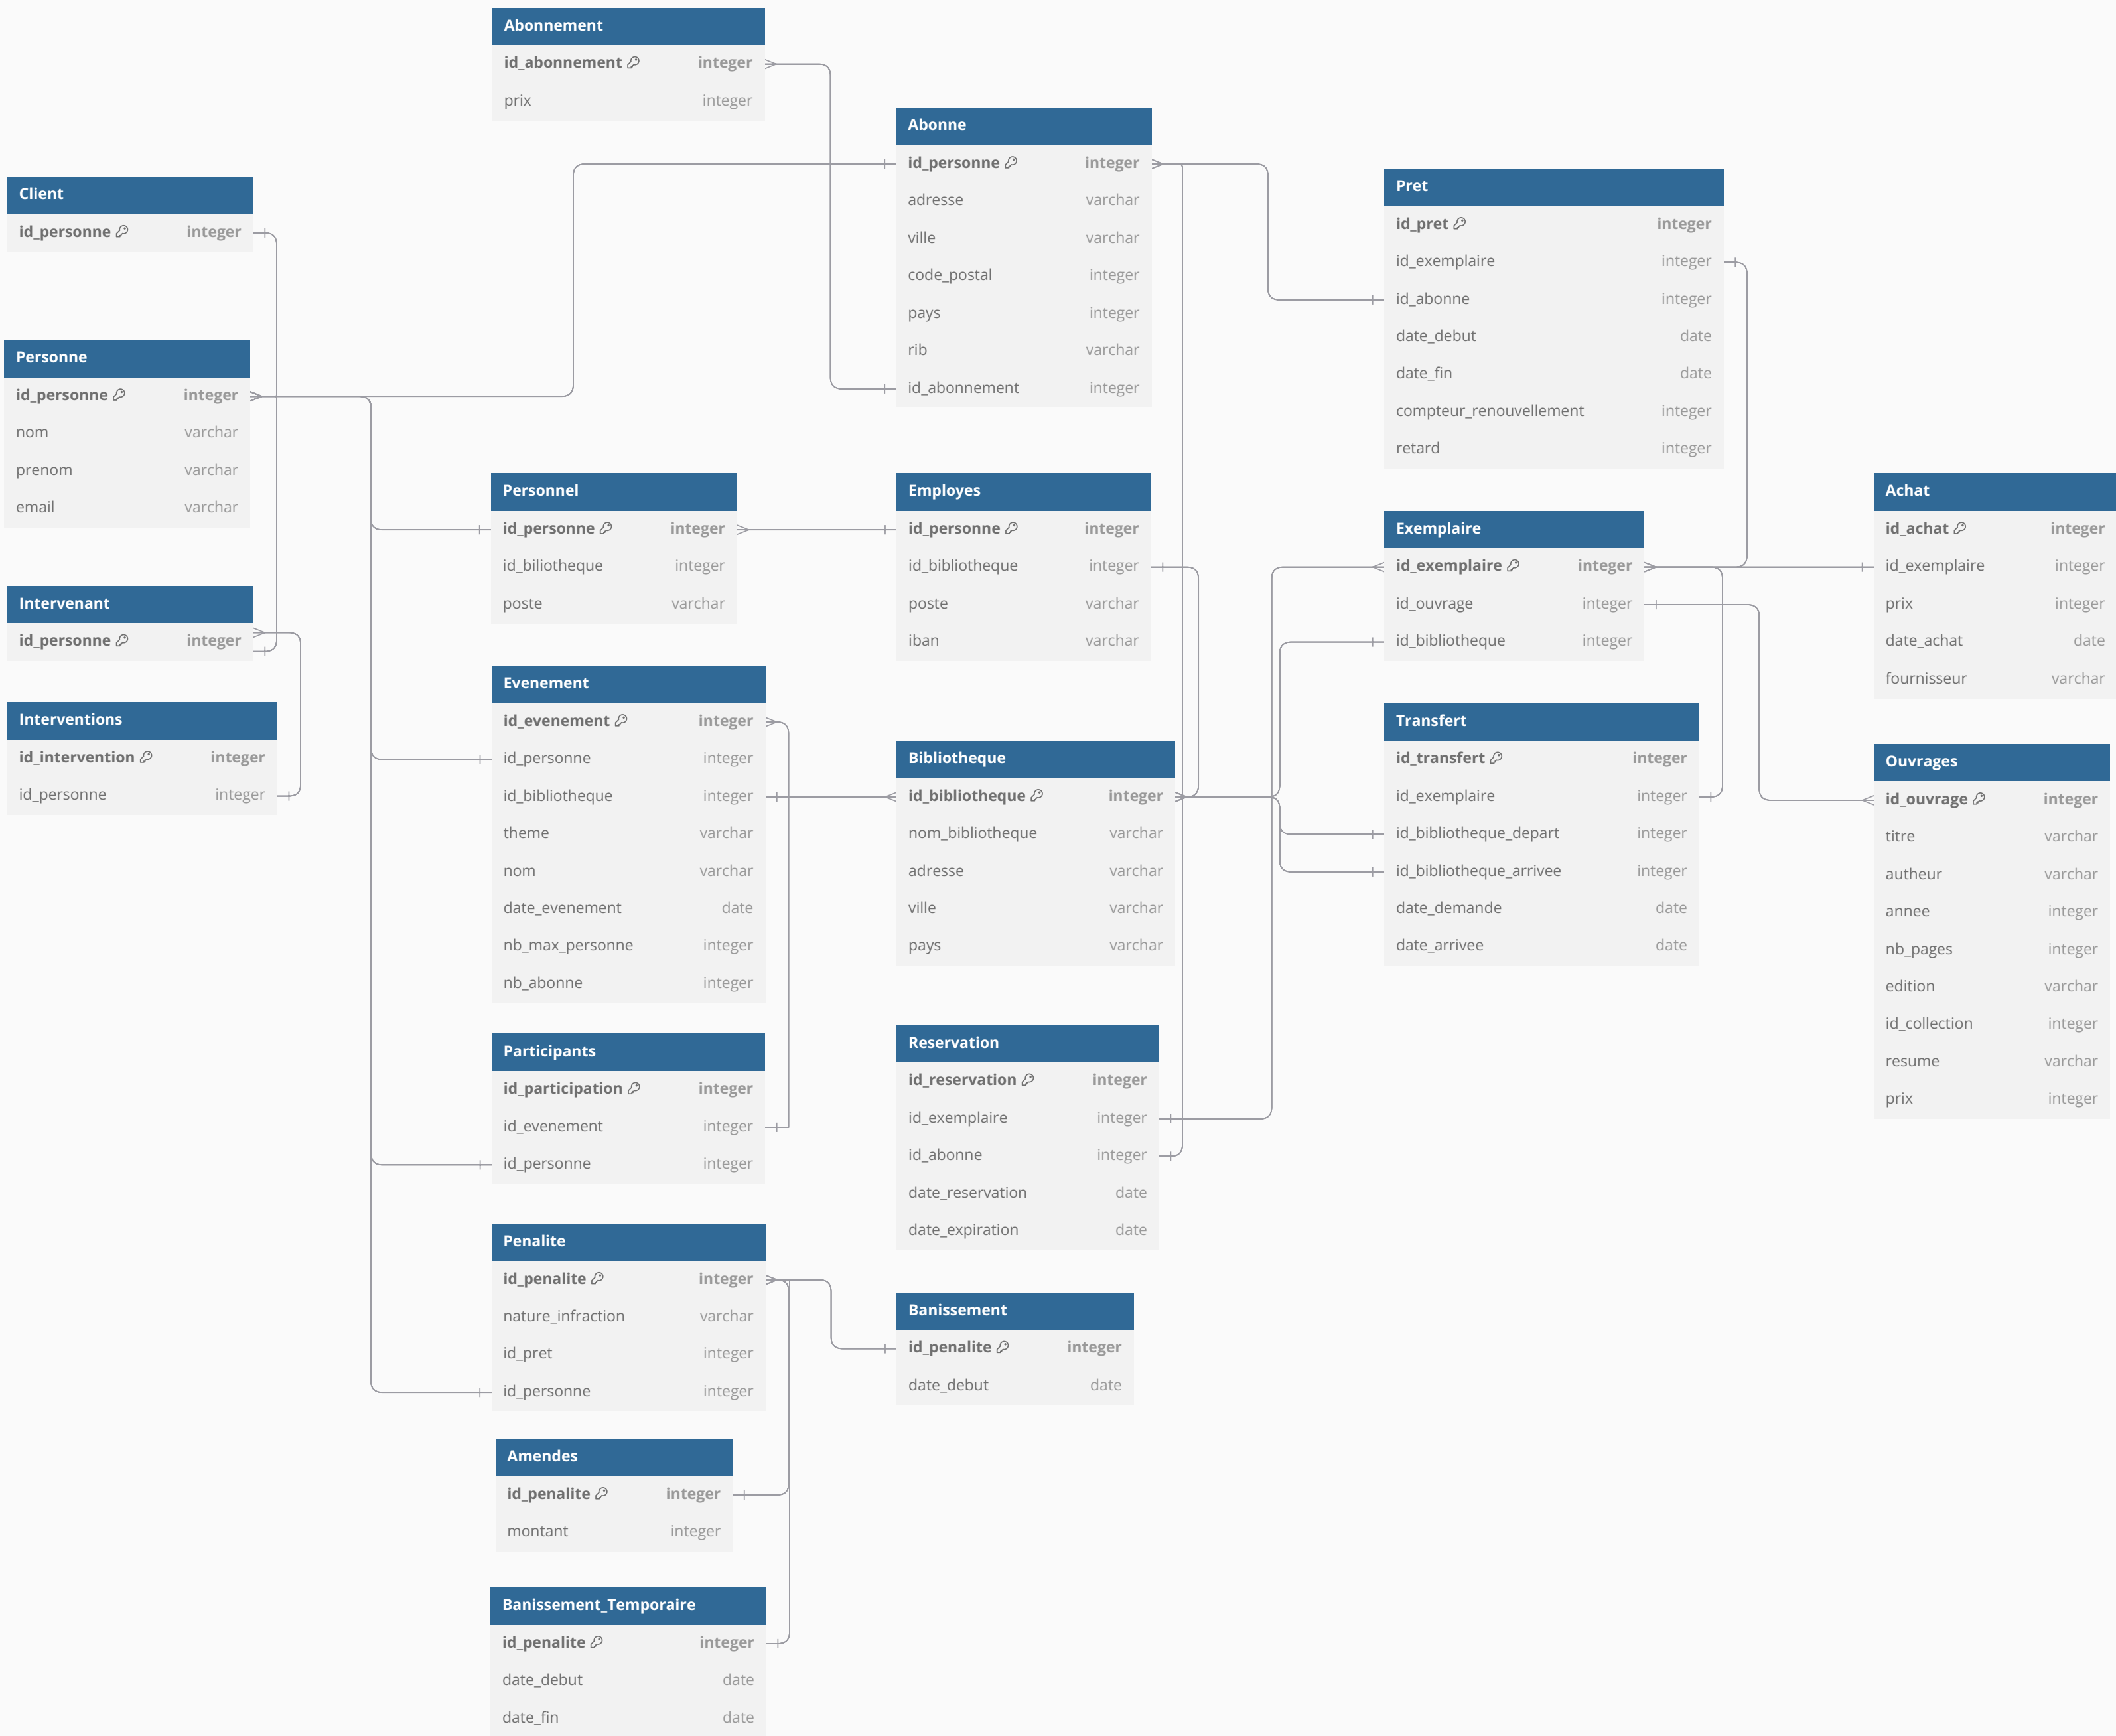 Abonnement
id_abonnement integer
prix integer
Abonne
id_personne integer
adresse varchar
ville varchar
code_postal integer
pays integer
rib varchar
id_abonnement integer
Client
id_personne integer
Pret
id_pret integer
id_exemplaire integer
id_abonne integer
date_debut date
date_fin date
compteur_renouvellement integer
retard integer
Personne
id_personne integer
nom varchar
prenom varchar
email varchar
Personnel
id_personne integer
id_biliotheque integer
poste varchar
Employes
id_personne integer
id_bibliotheque integer
poste varchar
iban varchar
Exemplaire
id_exemplaire integer
id_ouvrage integer
id_bibliotheque integer
Achat
id_achat integer
id_exemplaire integer
prix integer
date_achat date
fournisseur varchar
Intervenant
id_personne integer
Interventions
id_intervention integer
id_personne integer
Evenement
id_evenement integer
id_personne integer
id_bibliotheque integer
theme varchar
nom varchar
date_evenement date
nb_max_personne integer
nb_abonne integer
Bibliotheque
id_bibliotheque integer
nom_bibliotheque varchar
adresse varchar
ville varchar
pays varchar
Transfert
id_transfert integer
id_exemplaire integer
id_bibliotheque_depart integer
id_bibliotheque_arrivee integer
date_demande date
date_arrivee date
Ouvrages
id_ouvrage integer
titre varchar
autheur varchar
annee integer
nb_pages integer
edition varchar
id_collection integer
resume varchar
prix integer
Participants
id_participation integer
id_evenement integer
id_personne integer
Reservation
id_reservation integer
id_exemplaire integer
id_abonne integer
date_reservation date
date_expiration date
Penalite
id_penalite integer
nature_infraction varchar
id_pret integer
id_personne integer
Banissement
id_penalite integer
date_debut date
Amendes
id_penalite integer
montant integer
Banissement_Temporaire
id_penalite integer
date_debut date
date_fin date